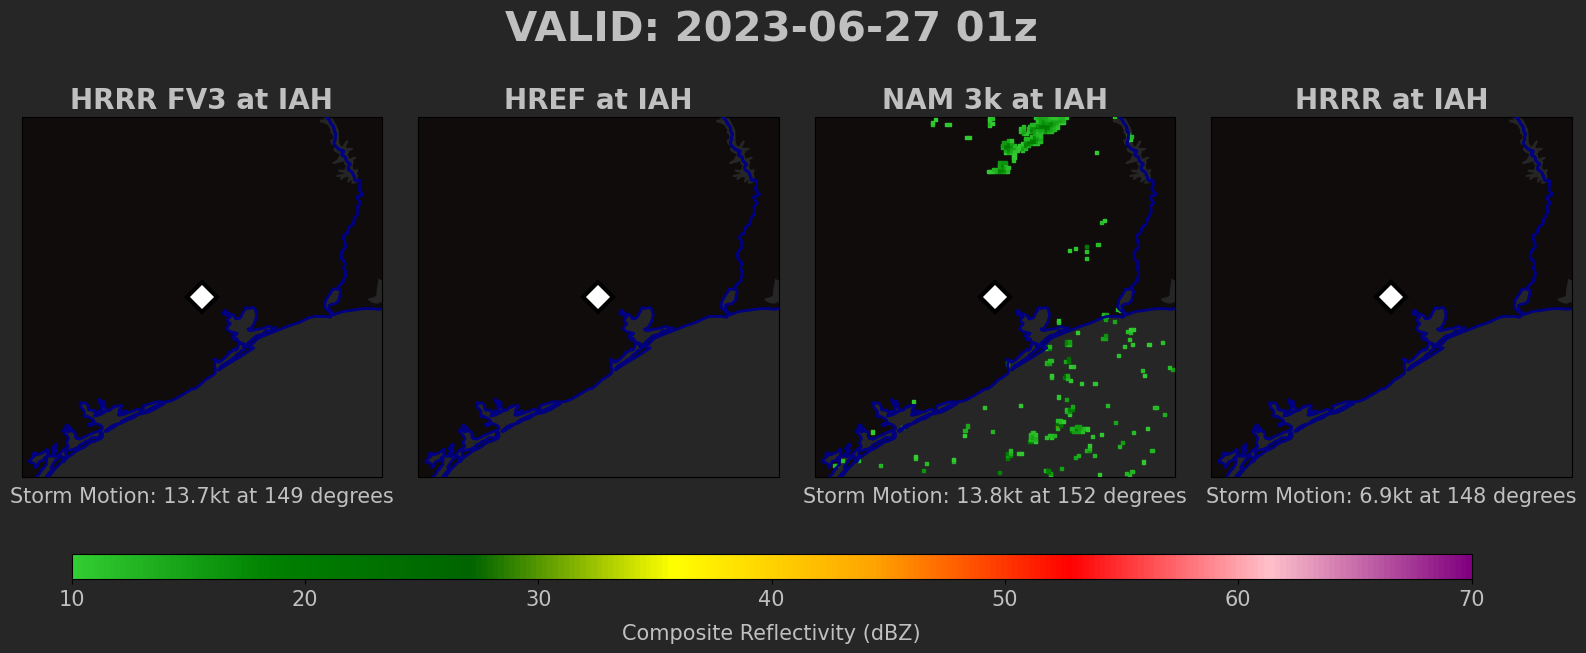 VALID: 2023-06-27 01z
HRRR FV3 at IAH
HREF at IAH
NAM 3k at IAH
HRRR at IAH
Storm Motion: 13.7kt at 149 degrees
Storm Motion: 13.8kt at 152 degrees
Storm Motion: 6.9kt at 148 degrees
10 20 30 40 50 60 70
Composite Reflectivity (dBZ)